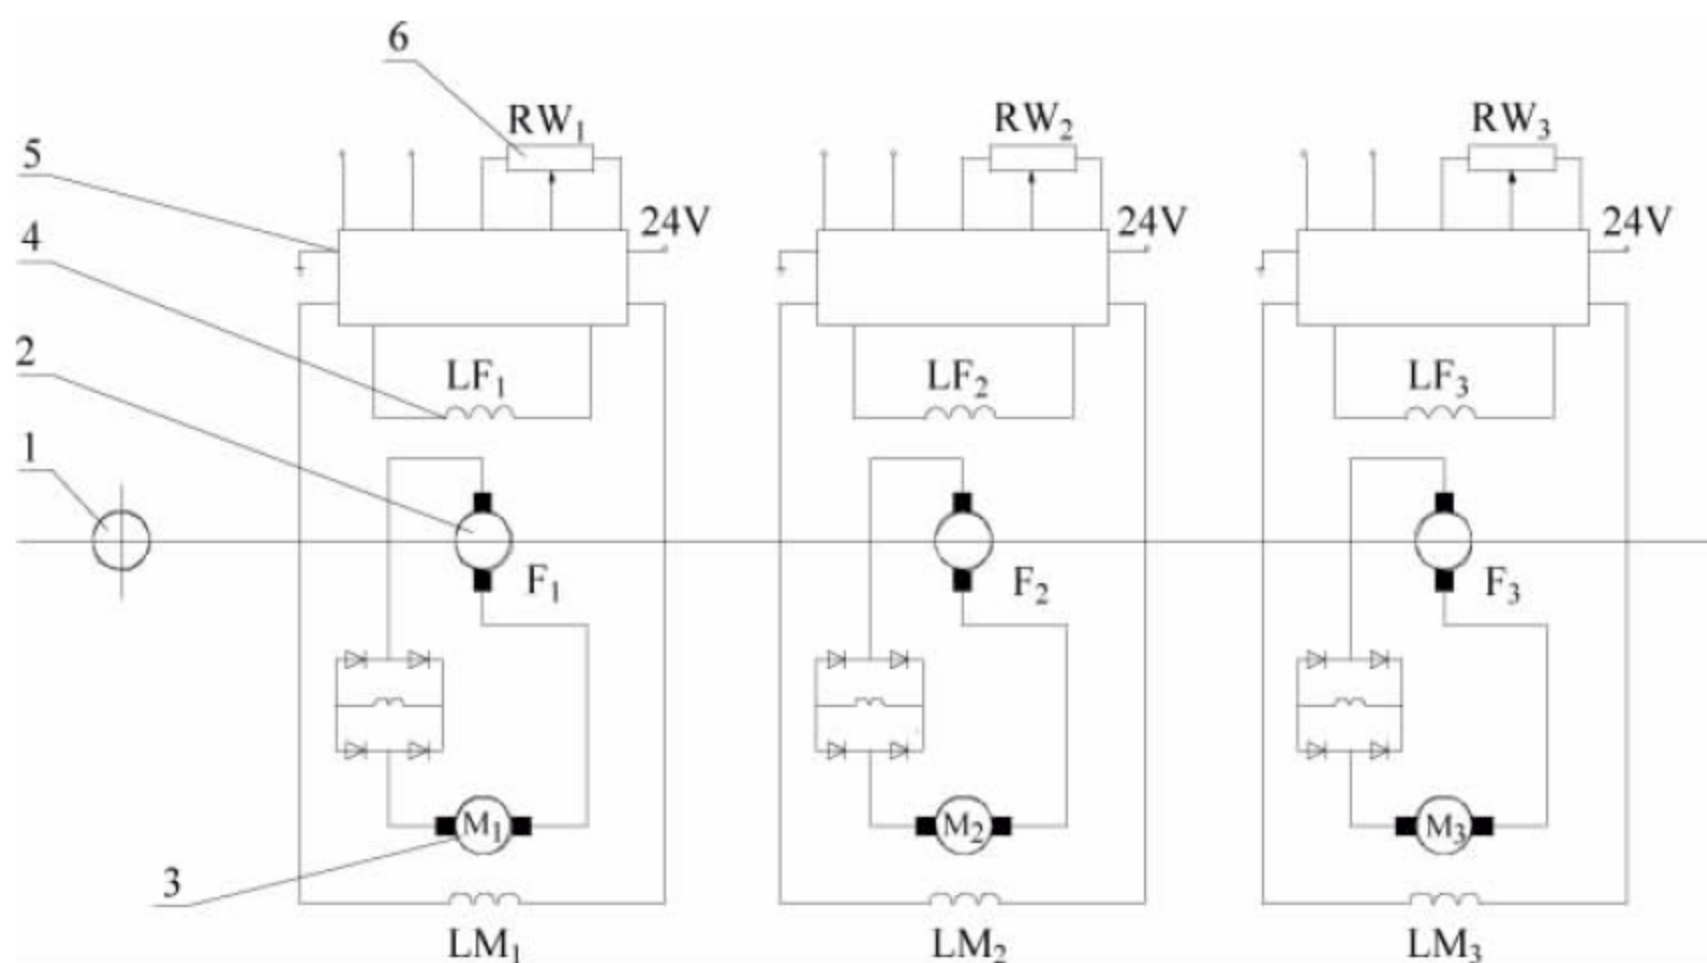 6
RW₁ RW₂ RW₃
5
24V 24V 24V
4
2
LF₁ LF₂ LF₃
1
F₁ F₂ F₃
M₁ M₂ M₃
3
LM₁ LM₂ LM₃